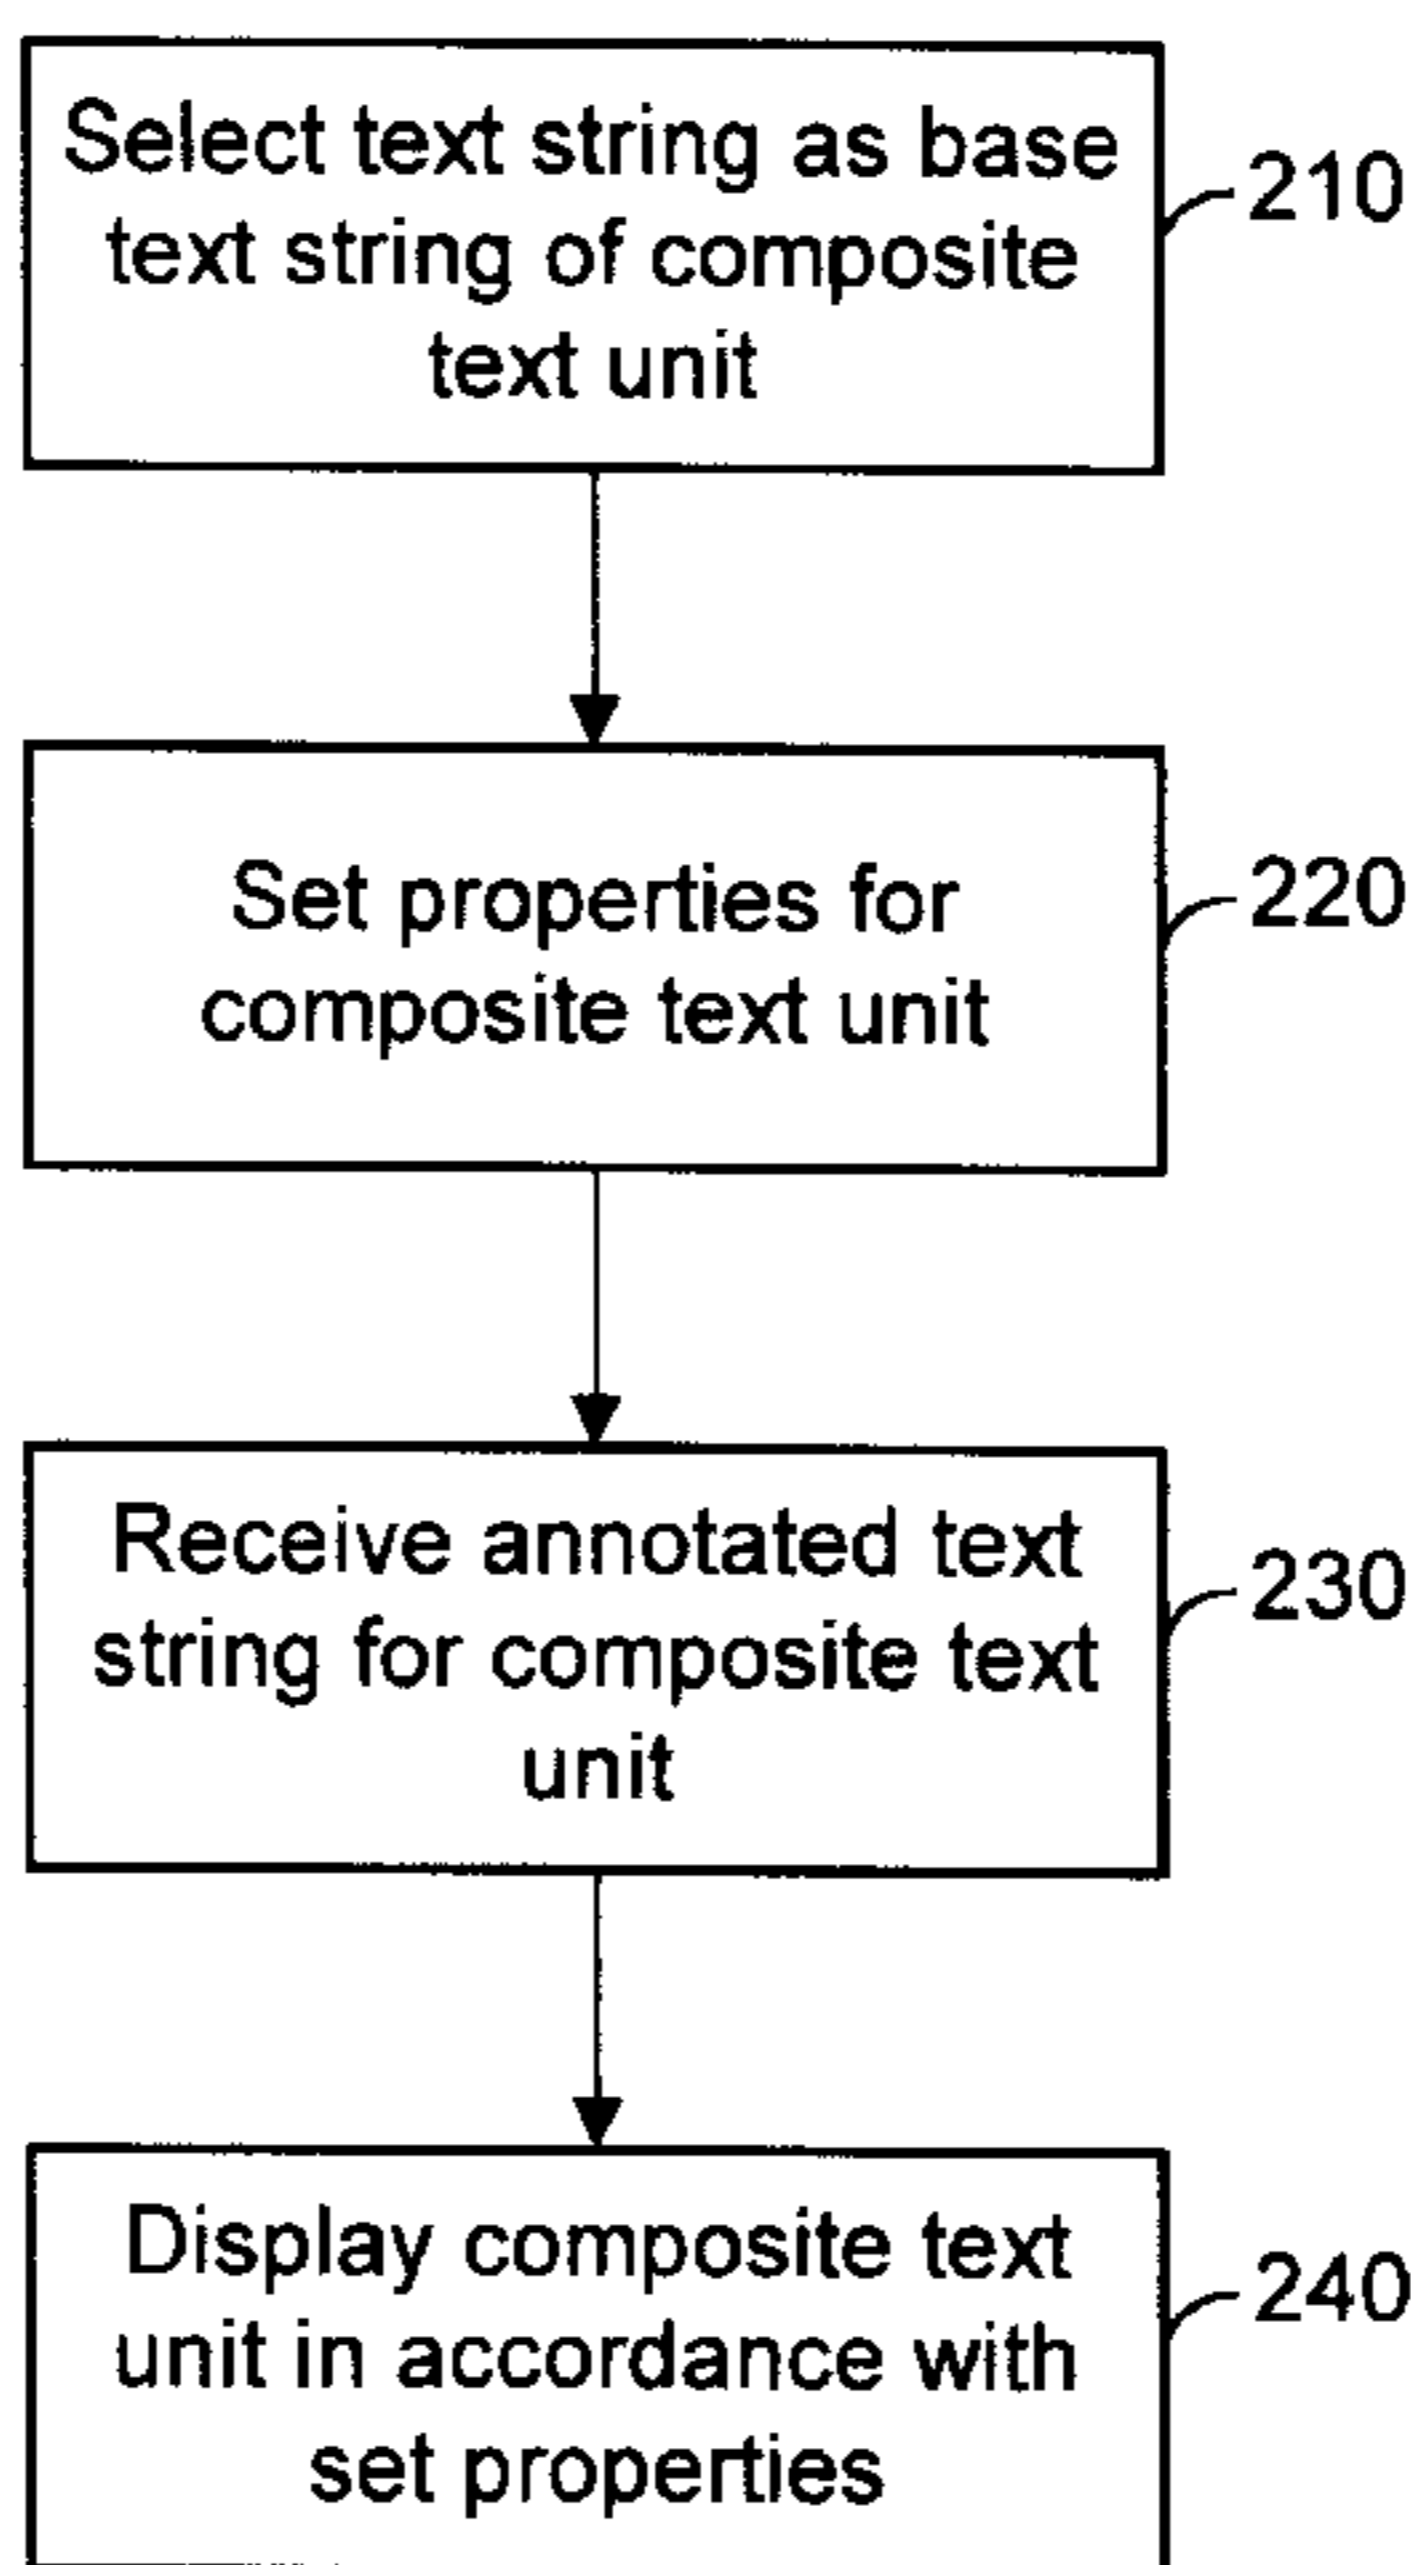 Select text string as base
text string of composite
text unit
210
Set properties for
composite text unit
220
Receive annotated text
string for composite text
unit
230
Display composite text
unit in accordance with
set properties
240